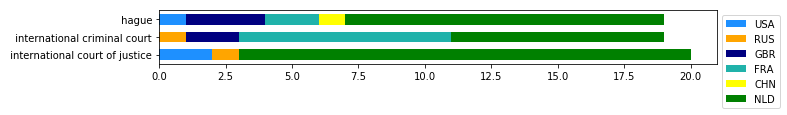 hague
international criminal court
international court of justice
0.0 2.5 5.0 7.5 10.0 12.5 15.0 17.5 20.0
USA
RUS
GBR
FRA
CHN
NLD